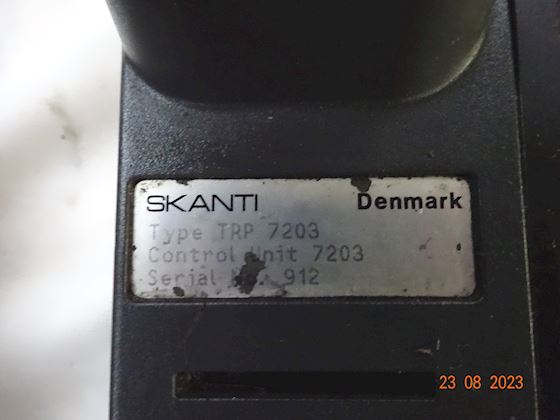 SKANTI Denmark
Type TRP 7203
Control Unit 7203
Serial No. 912
23 08 2023